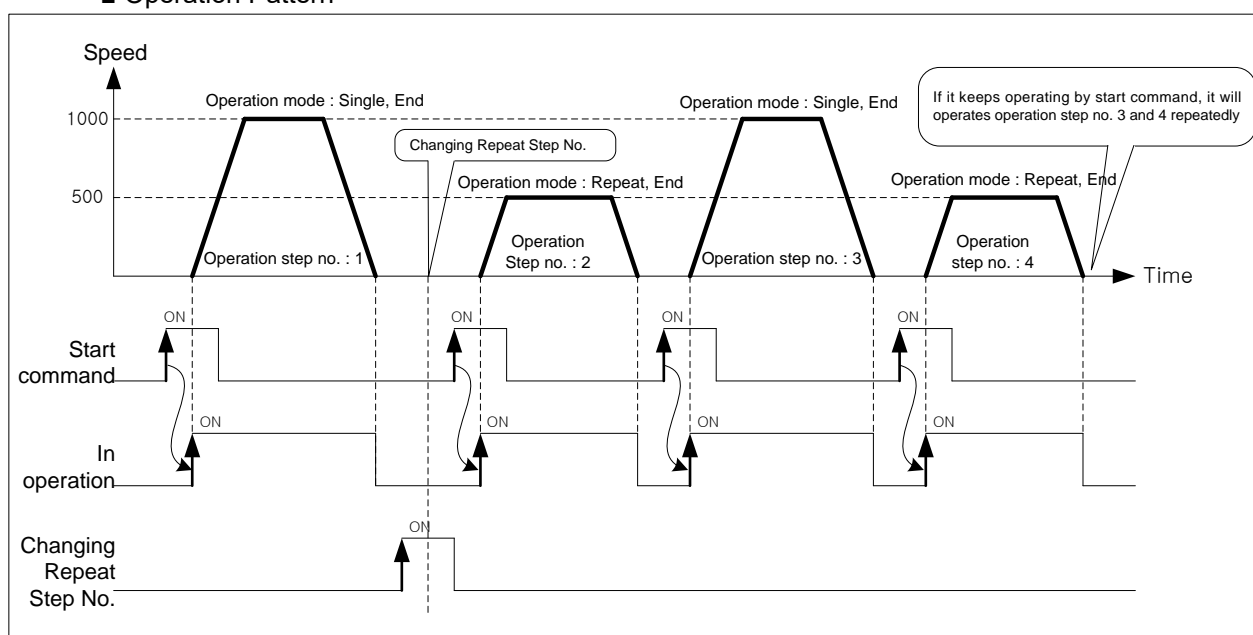 Operation Pattern
Speed
1000
500
Operation mode : Single, End
Operation mode : Single, End
If it keeps operating by start command, it will
operates operation step no. 3 and 4 repeatedly
Changing Repeat Step No.
Operation mode : Repeat, End
Operation mode : Repeat, End
Operation step no. : 1
Operation
Step no. : 2
Operation step no. : 3
Operation
step no. : 4
Time
ON
ON
ON
ON
Start
command
ON
ON
ON
ON
In
operation
ON
Changing
Repeat
Step No.